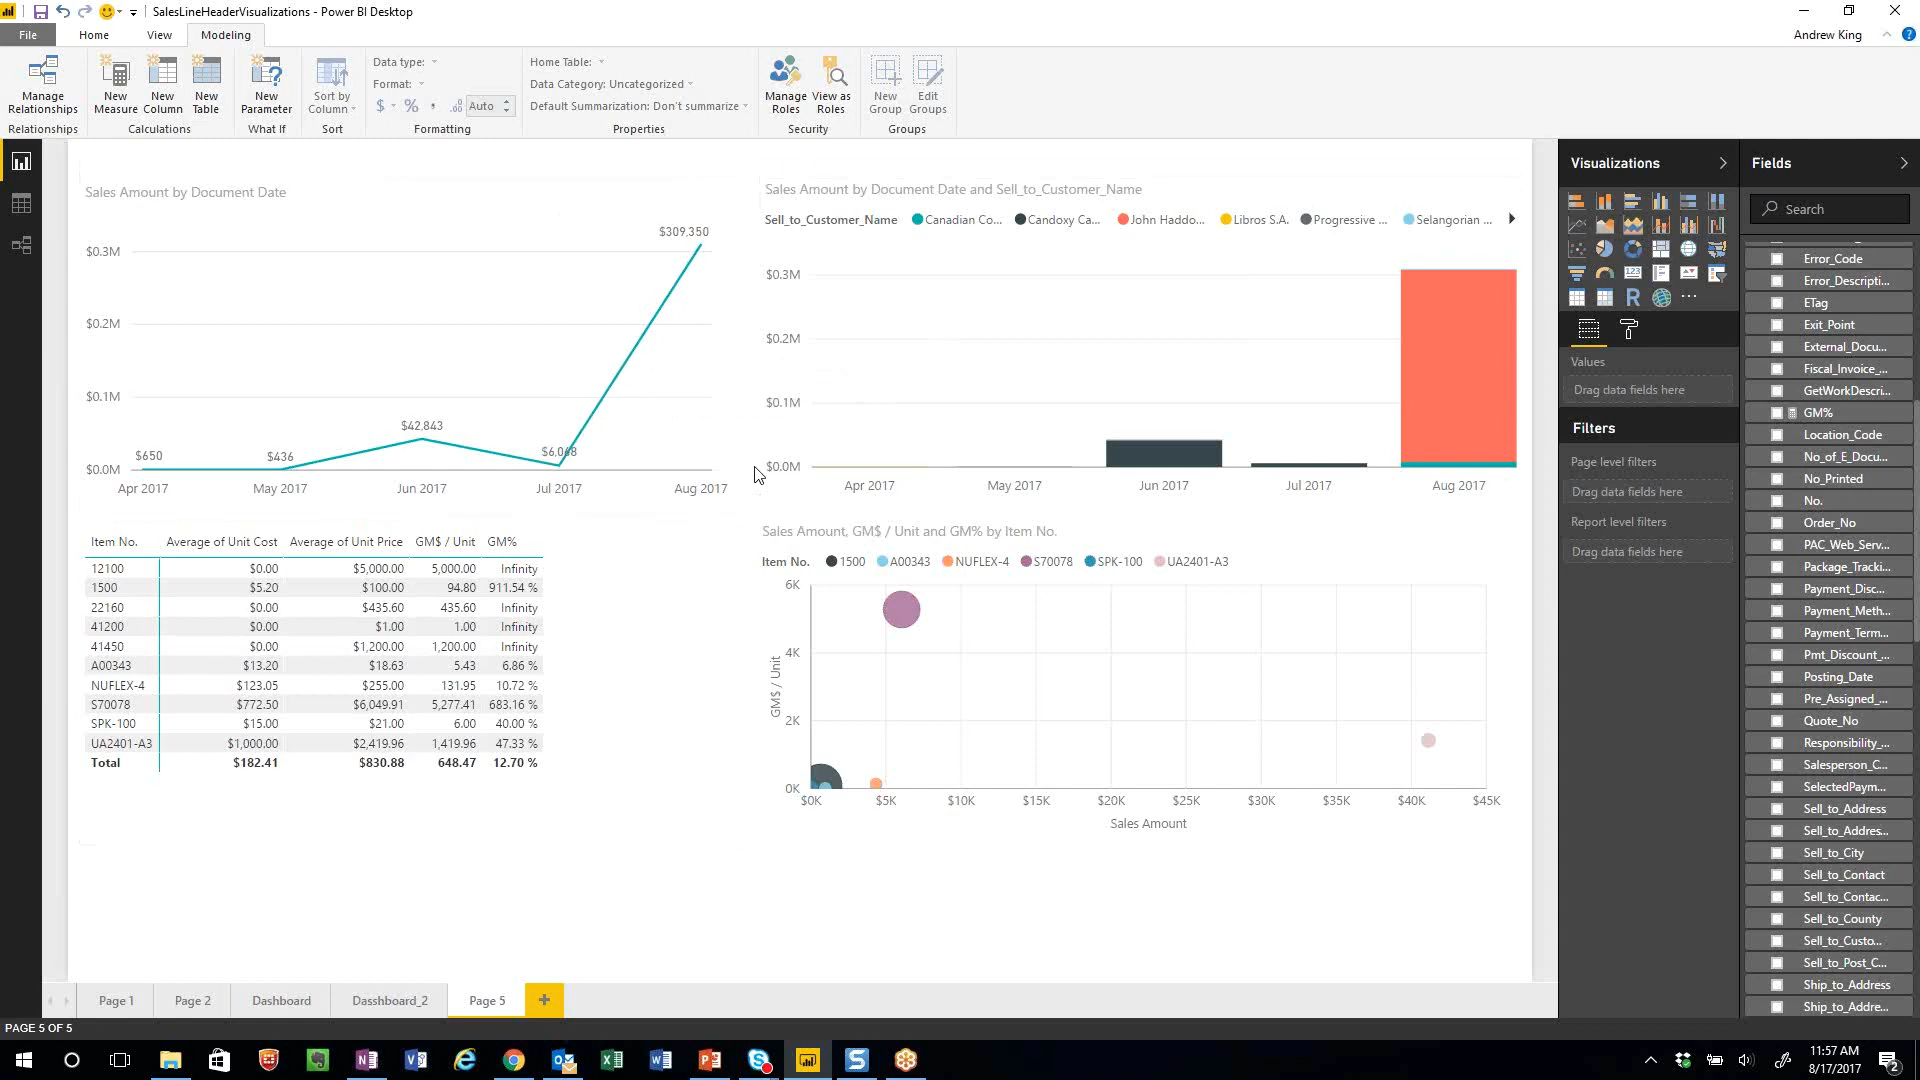 SalesLineHeaderVisualizations - Power BI Desktop
File Home View Modeling Andrew King
Manage Relationships
New Measure
New Column
New Table
New Parameter
Sort by Column
Data type:
Format:
$ % , .00 Auto
Home Table:
Data Category: Uncategorized
Default Summarization: Don't summarize
Manage Roles
View as Roles
New Group
Edit Groups
Relationships Calculations What If Sort Formatting Properties Security Groups
Sales Amount by Document Date
$0.3M
$0.2M
$0.1M
$0.0M
$650
$436
$42,843
$309,350
Apr 2017 May 2017 Jun 2017 Jul 2017 Aug 2017
Sales Amount by Document Date and Sell_to_Customer_Name
Sell_to_Customer_Name Canadian Co... Candoxy Ca... John Haddo... Libros S.A. Progressive ... Selangorian ...
$0.3M
$0.2M
$0.1M
$0.0M
Apr 2017 May 2017 Jun 2017 Jul 2017 Aug 2017
Item No. Average of Unit Cost Average of Unit Price GM$ / Unit GM%
12100 $0.00 $5,000.00 5,000.00 Infinity
1500 $5.20 $100.00 94.80 911.54 %
22160 $0.00 $435.60 435.60 Infinity
41200 $0.00 $1.00 1.00 Infinity
41450 $0.00 $1,200.00 1,200.00 Infinity
A00343 $13.20 $18.63 5.43 6.86 %
NUFLEX-4 $123.05 $255.00 131.95 10.72 %
S70078 $772.50 $6,049.91 5,277.41 683.16 %
SPK-100 $15.00 $21.00 6.00 40.00 %
UA2401-A3 $1,000.00 $2,419.96 1,419.96 47.33 %
Total $182.41 $830.88 648.47 12.70 %
Sales Amount, GM$ / Unit and GM% by Item No.
Item No. 1500 A00343 NUFLEX-4 S70078 SPK-100 UA2401-A3
6K
4K
2K
0K
GM$ / Unit
$0K $5K $10K $15K $20K $25K $30K $35K $40K $45K
Sales Amount
Visualizations
Values
Drag data fields here
Filters
Page level filters
Drag data fields here
Report level filters
Drag data fields here
Fields
Search
Error_Code
Error_Descripti...
ETag
Exit_Point
External_Docu...
Fiscal_Invoice_...
GetWorkDescri...
GM%
Location_Code
No_of_E_Docu...
No_Printed
No.
Order_No
PAC_Web_Serv...
Package_Tracki...
Payment_Disc...
Payment_Meth...
Payment_Term...
Pmt_Discount_...
Posting_Date
Pre_Assigned_...
Quote_No
Responsibility_...
Salesperson_C...
SelectedPaym...
Sell_to_Address
Sell_to_Addres...
Sell_to_City
Sell_to_Contact
Sell_to_Contac...
Sell_to_County
Sell_to_Custo...
Sell_to_Post_C...
Ship_to_Address
Ship_to_Addre...
Page 1 Page 2 Dashboard Dasshboard_2 Page 5 +
PAGE 5 OF 5
11:57 AM
8/17/2017
2